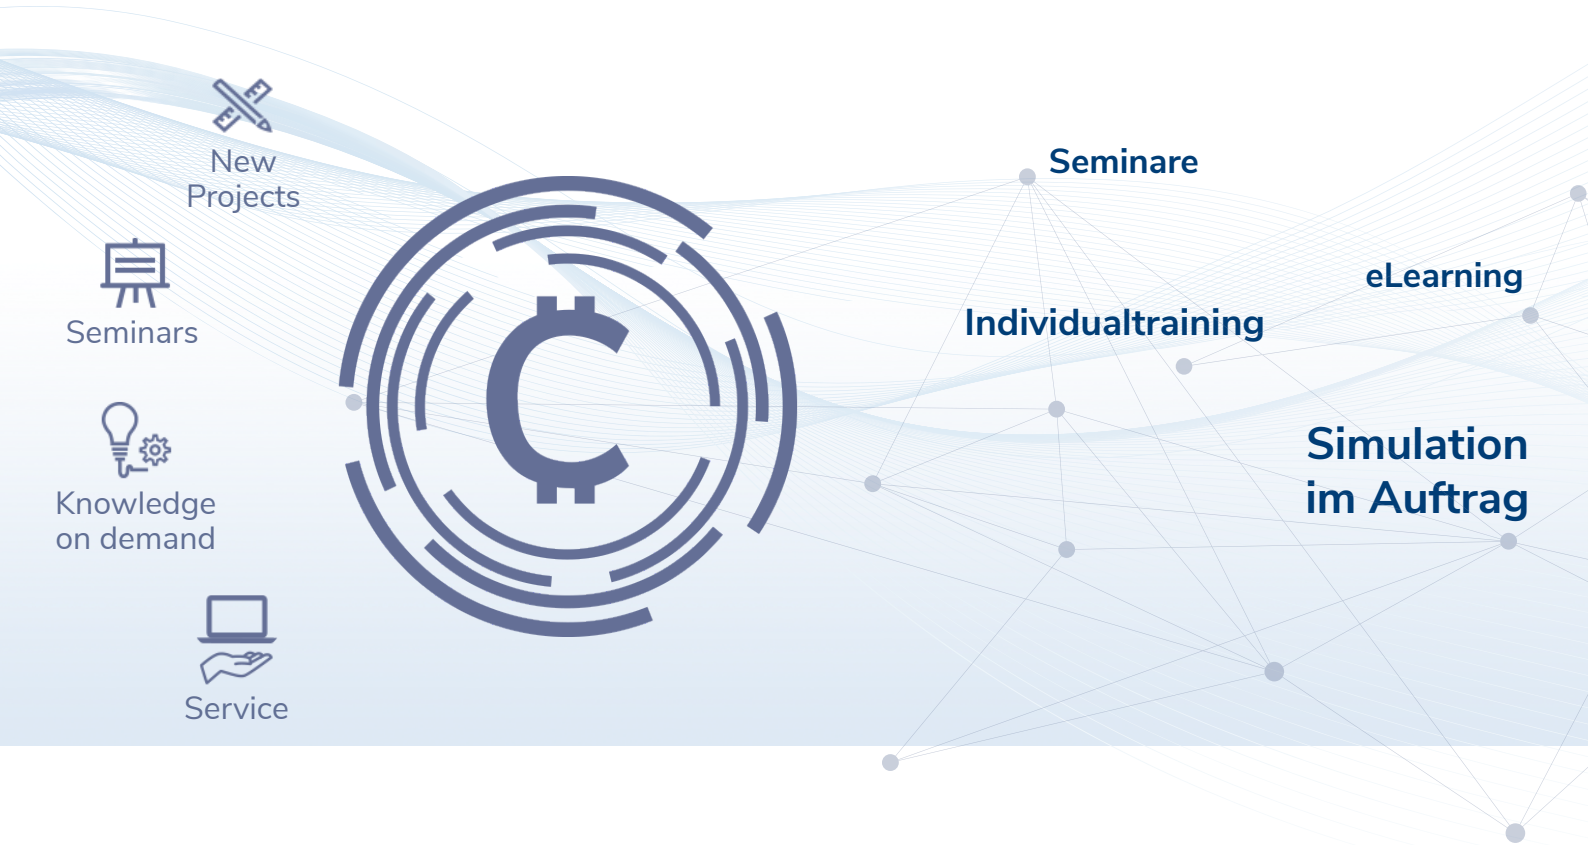 New
Projects
Seminars
Knowledge
on demand
Service
C
Seminare
eLearning
Individualtraining
Simulation
im Auftrag